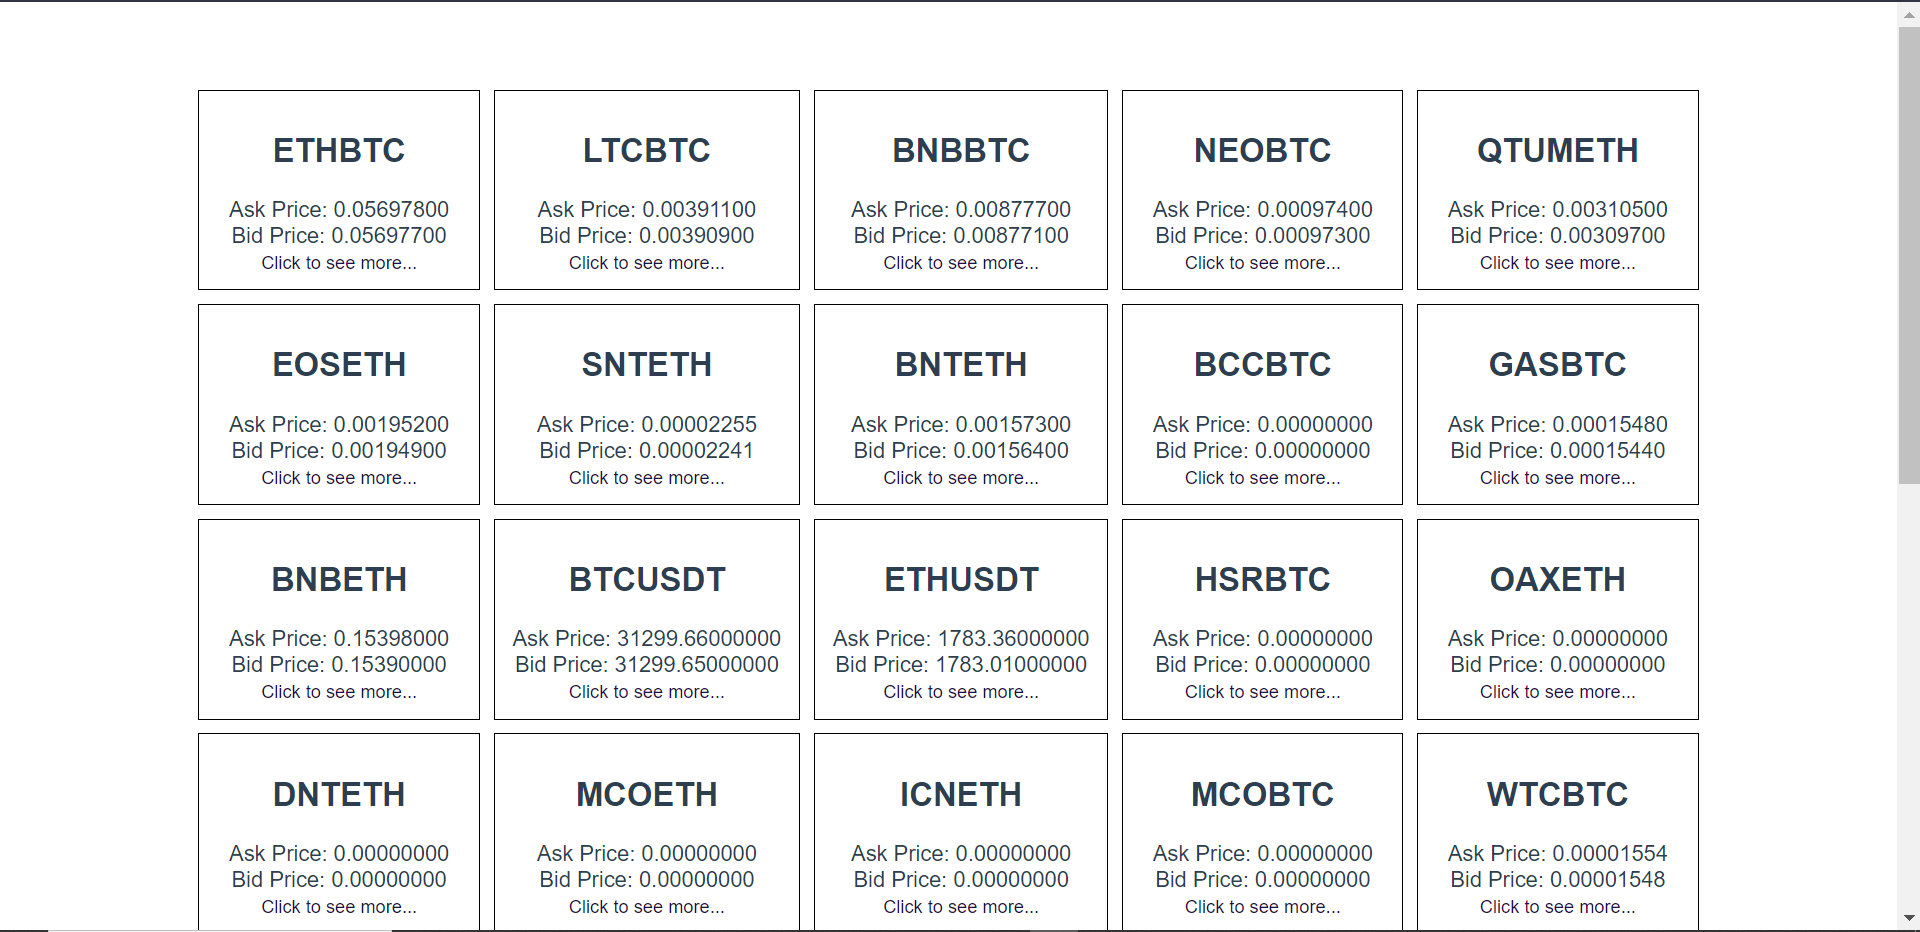 ETHBTC
Ask Price: 0.05697800
Bid Price: 0.05697700
Click to see more...
LTCBTC
Ask Price: 0.00391100
Bid Price: 0.00390900
Click to see more...
BNBBTC
Ask Price: 0.00877700
Bid Price: 0.00877100
Click to see more...
NEOBTC
Ask Price: 0.00097400
Bid Price: 0.00097300
Click to see more...
QTUMETH
Ask Price: 0.00310500
Bid Price: 0.00309700
Click to see more...
EOSETH
Ask Price: 0.00195200
Bid Price: 0.00194900
Click to see more...
SNTETH
Ask Price: 0.00002255
Bid Price: 0.00002241
Click to see more...
BNTETH
Ask Price: 0.00157300
Bid Price: 0.00156400
Click to see more...
BCCBTC
Ask Price: 0.00000000
Bid Price: 0.00000000
Click to see more...
GASBTC
Ask Price: 0.00015480
Bid Price: 0.00015440
Click to see more...
BNBETH
Ask Price: 0.15398000
Bid Price: 0.15390000
Click to see more...
BTCUSDT
Ask Price: 31299.66000000
Bid Price: 31299.65000000
Click to see more...
ETHUSDT
Ask Price: 1783.36000000
Bid Price: 1783.01000000
Click to see more...
HSRBTC
Ask Price: 0.00000000
Bid Price: 0.00000000
Click to see more...
OAXETH
Ask Price: 0.00000000
Bid Price: 0.00000000
Click to see more...
DNTETH
Ask Price: 0.00000000
Bid Price: 0.00000000
Click to see more...
MCOETH
Ask Price: 0.00000000
Bid Price: 0.00000000
Click to see more...
ICNETH
Ask Price: 0.00000000
Bid Price: 0.00000000
Click to see more...
MCOBTC
Ask Price: 0.00000000
Bid Price: 0.00000000
Click to see more...
WTCBTC
Ask Price: 0.00001554
Bid Price: 0.00001548
Click to see more...